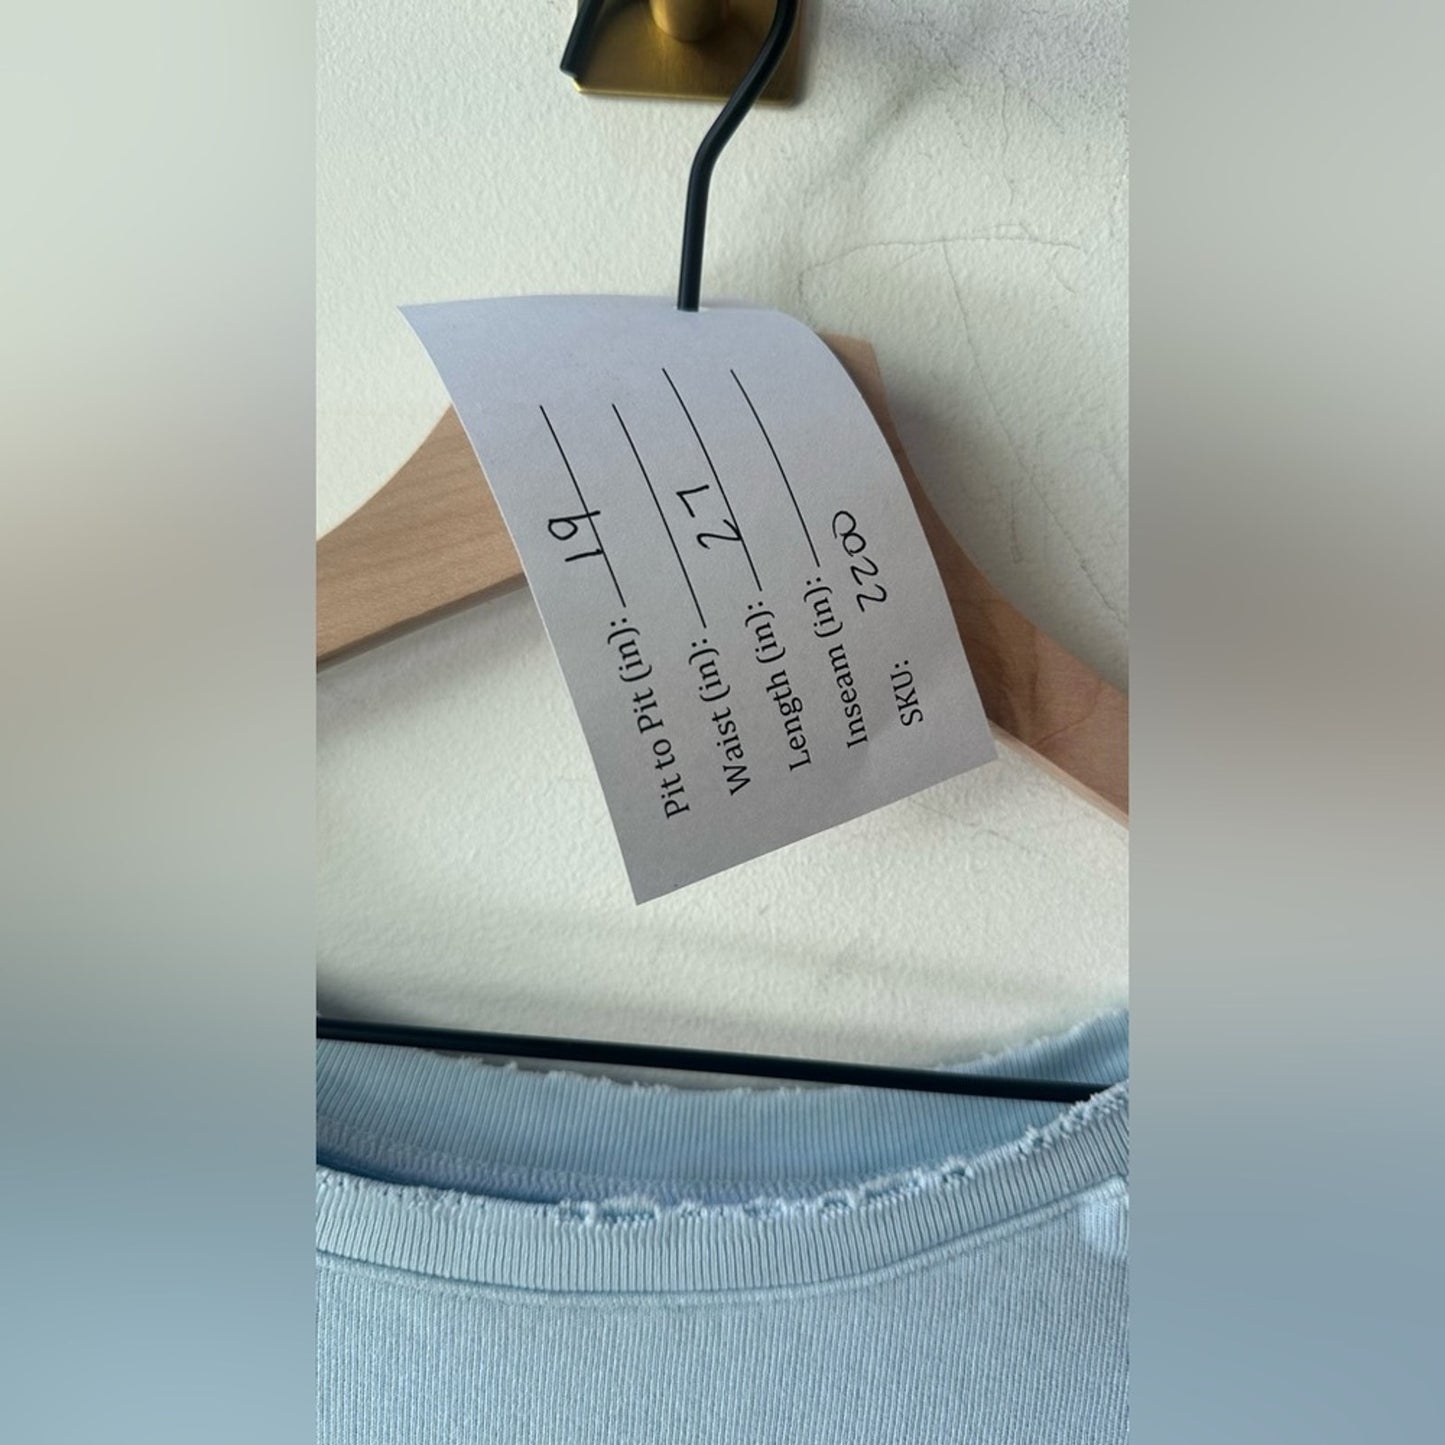 Pit to Pit (in): 19
Waist (in):
Length (in): 27
Inseam (in):
SKU: 2200